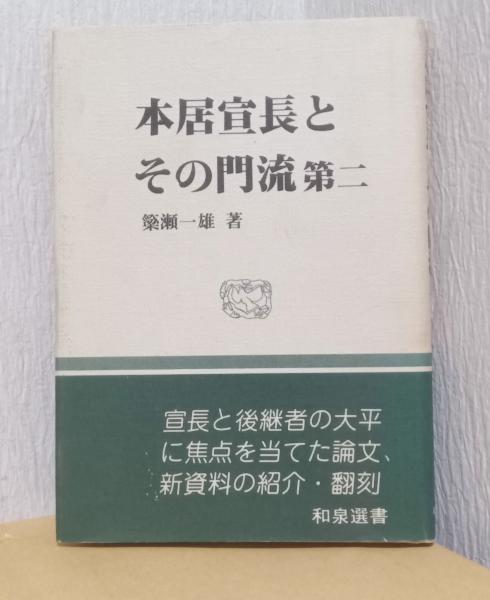 本居宣長と
その門流 第二
簗瀬一雄 著
宣長と後継者の大平
に焦点を当てた論文、
新資料の紹介・翻刻
和泉選書